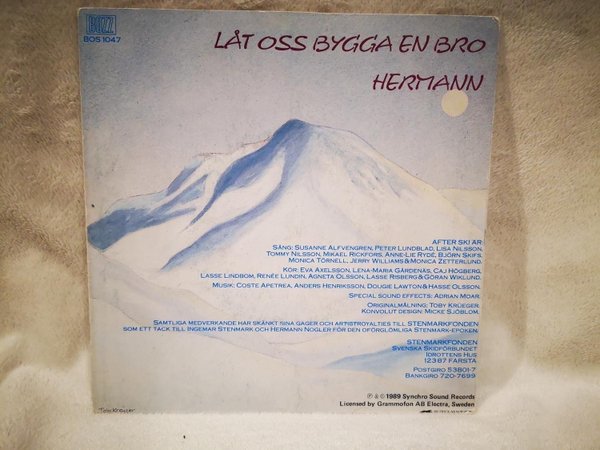 BUZZ
BOS 1047
LÅT OSS BYGGA EN BRO
HERMANN
AFTER SKI ÄR:
SÅNG: SUSANNE ALFVENGREN, PETER LUNDBLAD, LISA NILSSON,
TOMMY NILSSON, MIKAEL RICKFORS, ANNE-LIE RYDÉ, BJÖRN SKIFS,
MONICA TÖRNELL, JERRY WILLIAMS & MONICA ZETTERLUND.
KÖR: EVA AXELSSON, LENA-MARIA GÅRDENÄS, CAJ HÖGBERG,
LASSE LINDBOM, RENÉE LUNDIN, AGNETA OLSSON, LASSE RISBERG & GÖRAN WIKLUND.
MUSIK: COSTE APETREA, ANDERS HENRIKSSON, DOUGIE LAWTON & HASSE OLSSON.
SPECIAL SOUND EFFECTS: ADRIAN MOAR
ORIGINALMÅLNING: TOBY KRUEGER
KONVOLUT DESIGN: MICKE SJÖBLOM.
SAMTLIGA MEDVERKANDE HAR SKÄNKT SINA GAGER OCH ARTISTROYALTIES TILL STENMARKFONDEN
SOM ETT TACK TILL INGEMAR STENMARK OCH HERMANN NOGLER FÖR DEN OFÖRGLÖMLIGA STENMARK-EPOKEN.
STENMARKFONDEN
SVENSKA SKIDFÖRBUNDET
IDROTTENS HUS
123 87 FARSTA
POSTGIRO 53801-7
BANKGIRO 720-7699
℗ & © 1989 Synchro Sound Records
Licensed by Grammofon AB Electra, Sweden